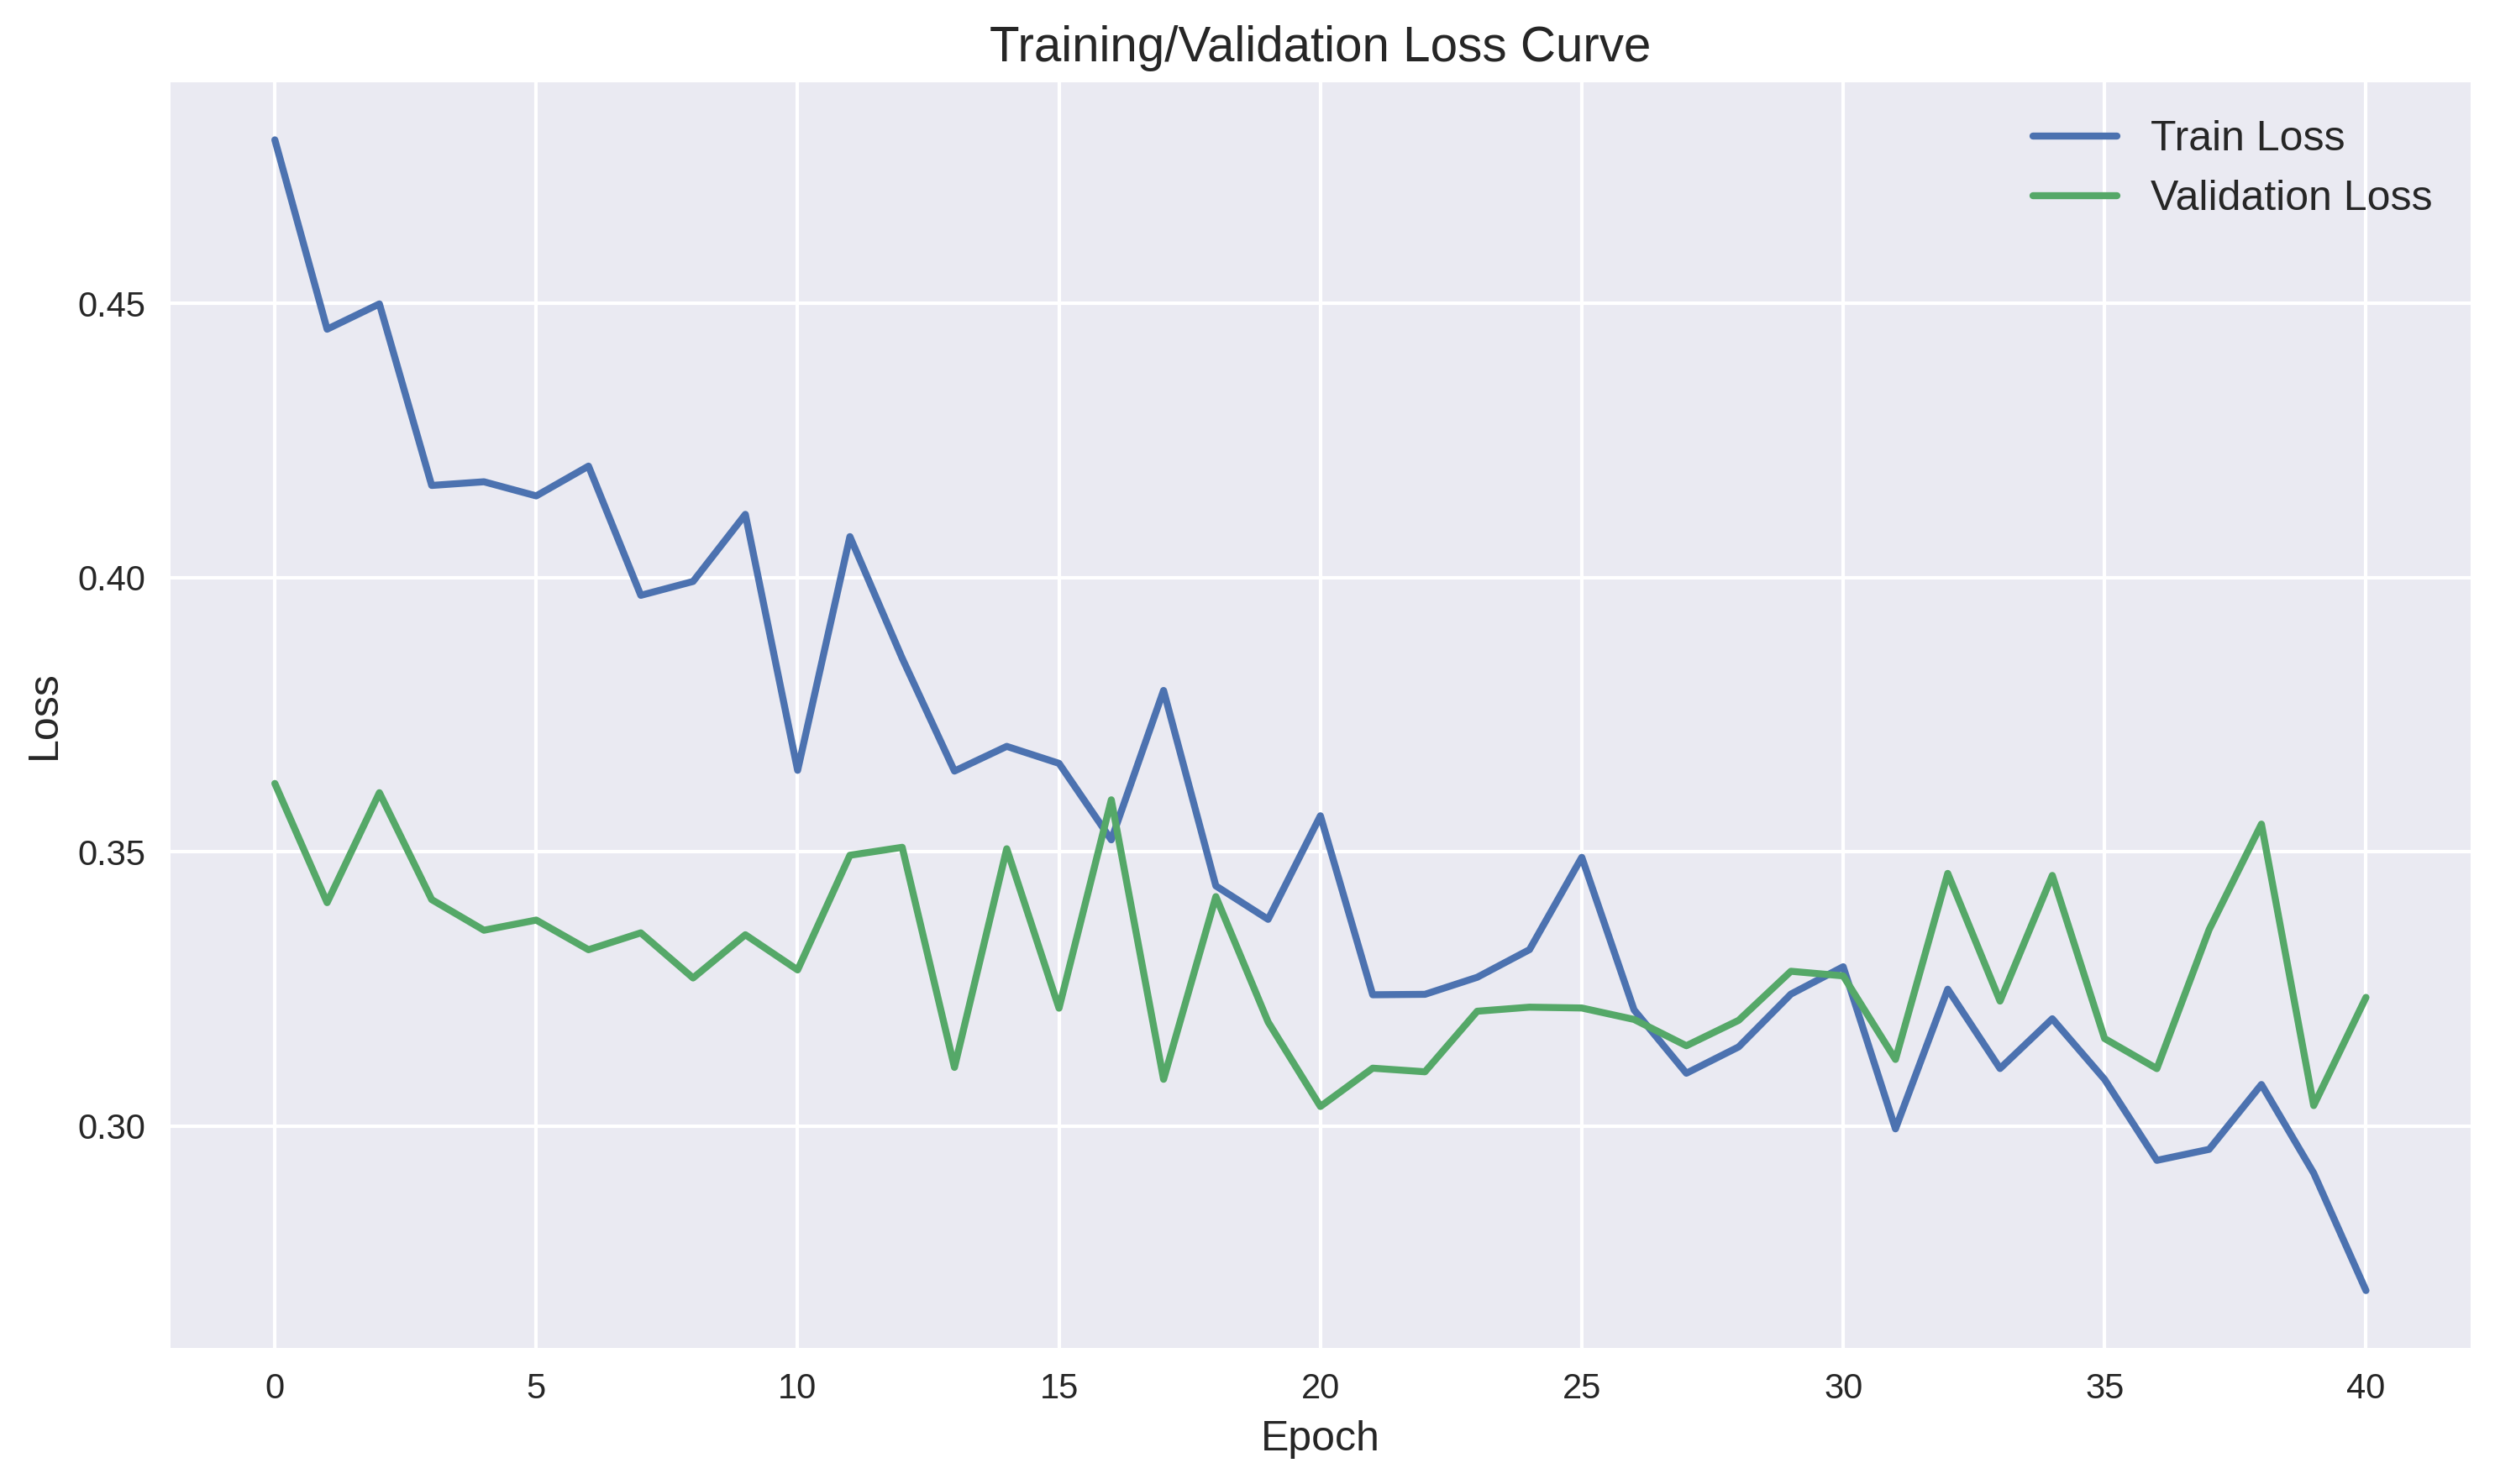 Training/Validation Loss Curve
Train Loss
Validation Loss
0.45
0.40
0.35
0.30
Loss
0 5 10 15 20 25 30 35 40
Epoch